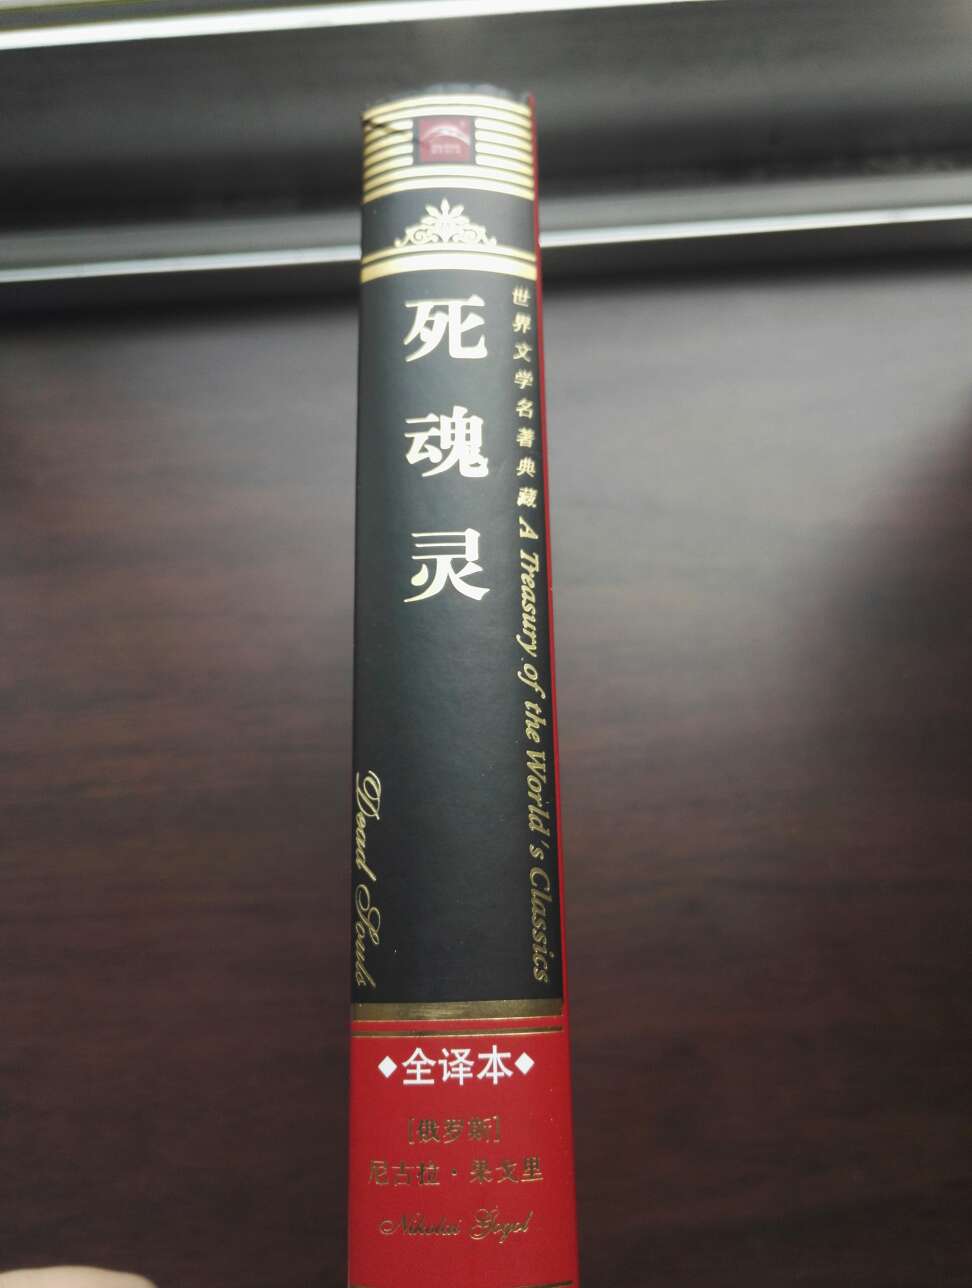 死魂灵
世界文学名著典藏 A Treasury of the World's Classics
Dead Souls
◆全译本◆
[俄罗斯]
尼古拉·果戈里
Nikolai Gogol